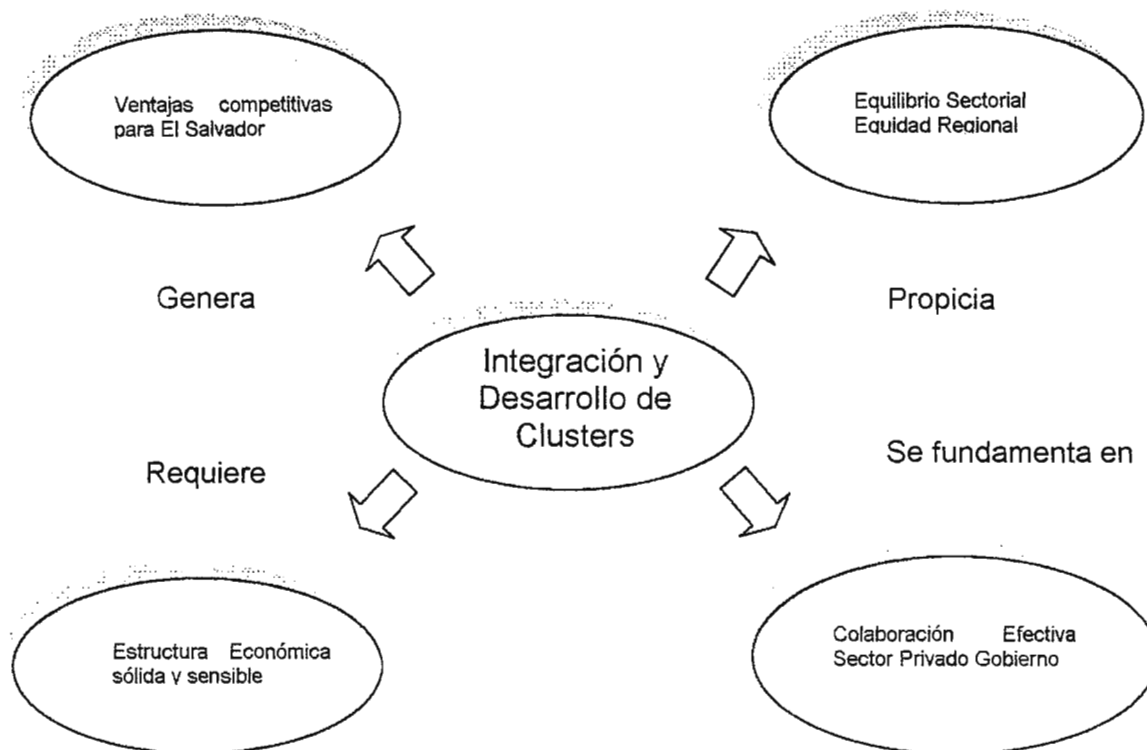 Ventajas competitivas
para El Salvador
Equilibrio Sectorial
Equidad Regional
Genera
Propicia
Integración y
Desarrollo de
Clusters
Requiere
Se fundamenta en
Estructura Económica
sólida y sensible
Colaboración Efectiva
Sector Privado Gobierno